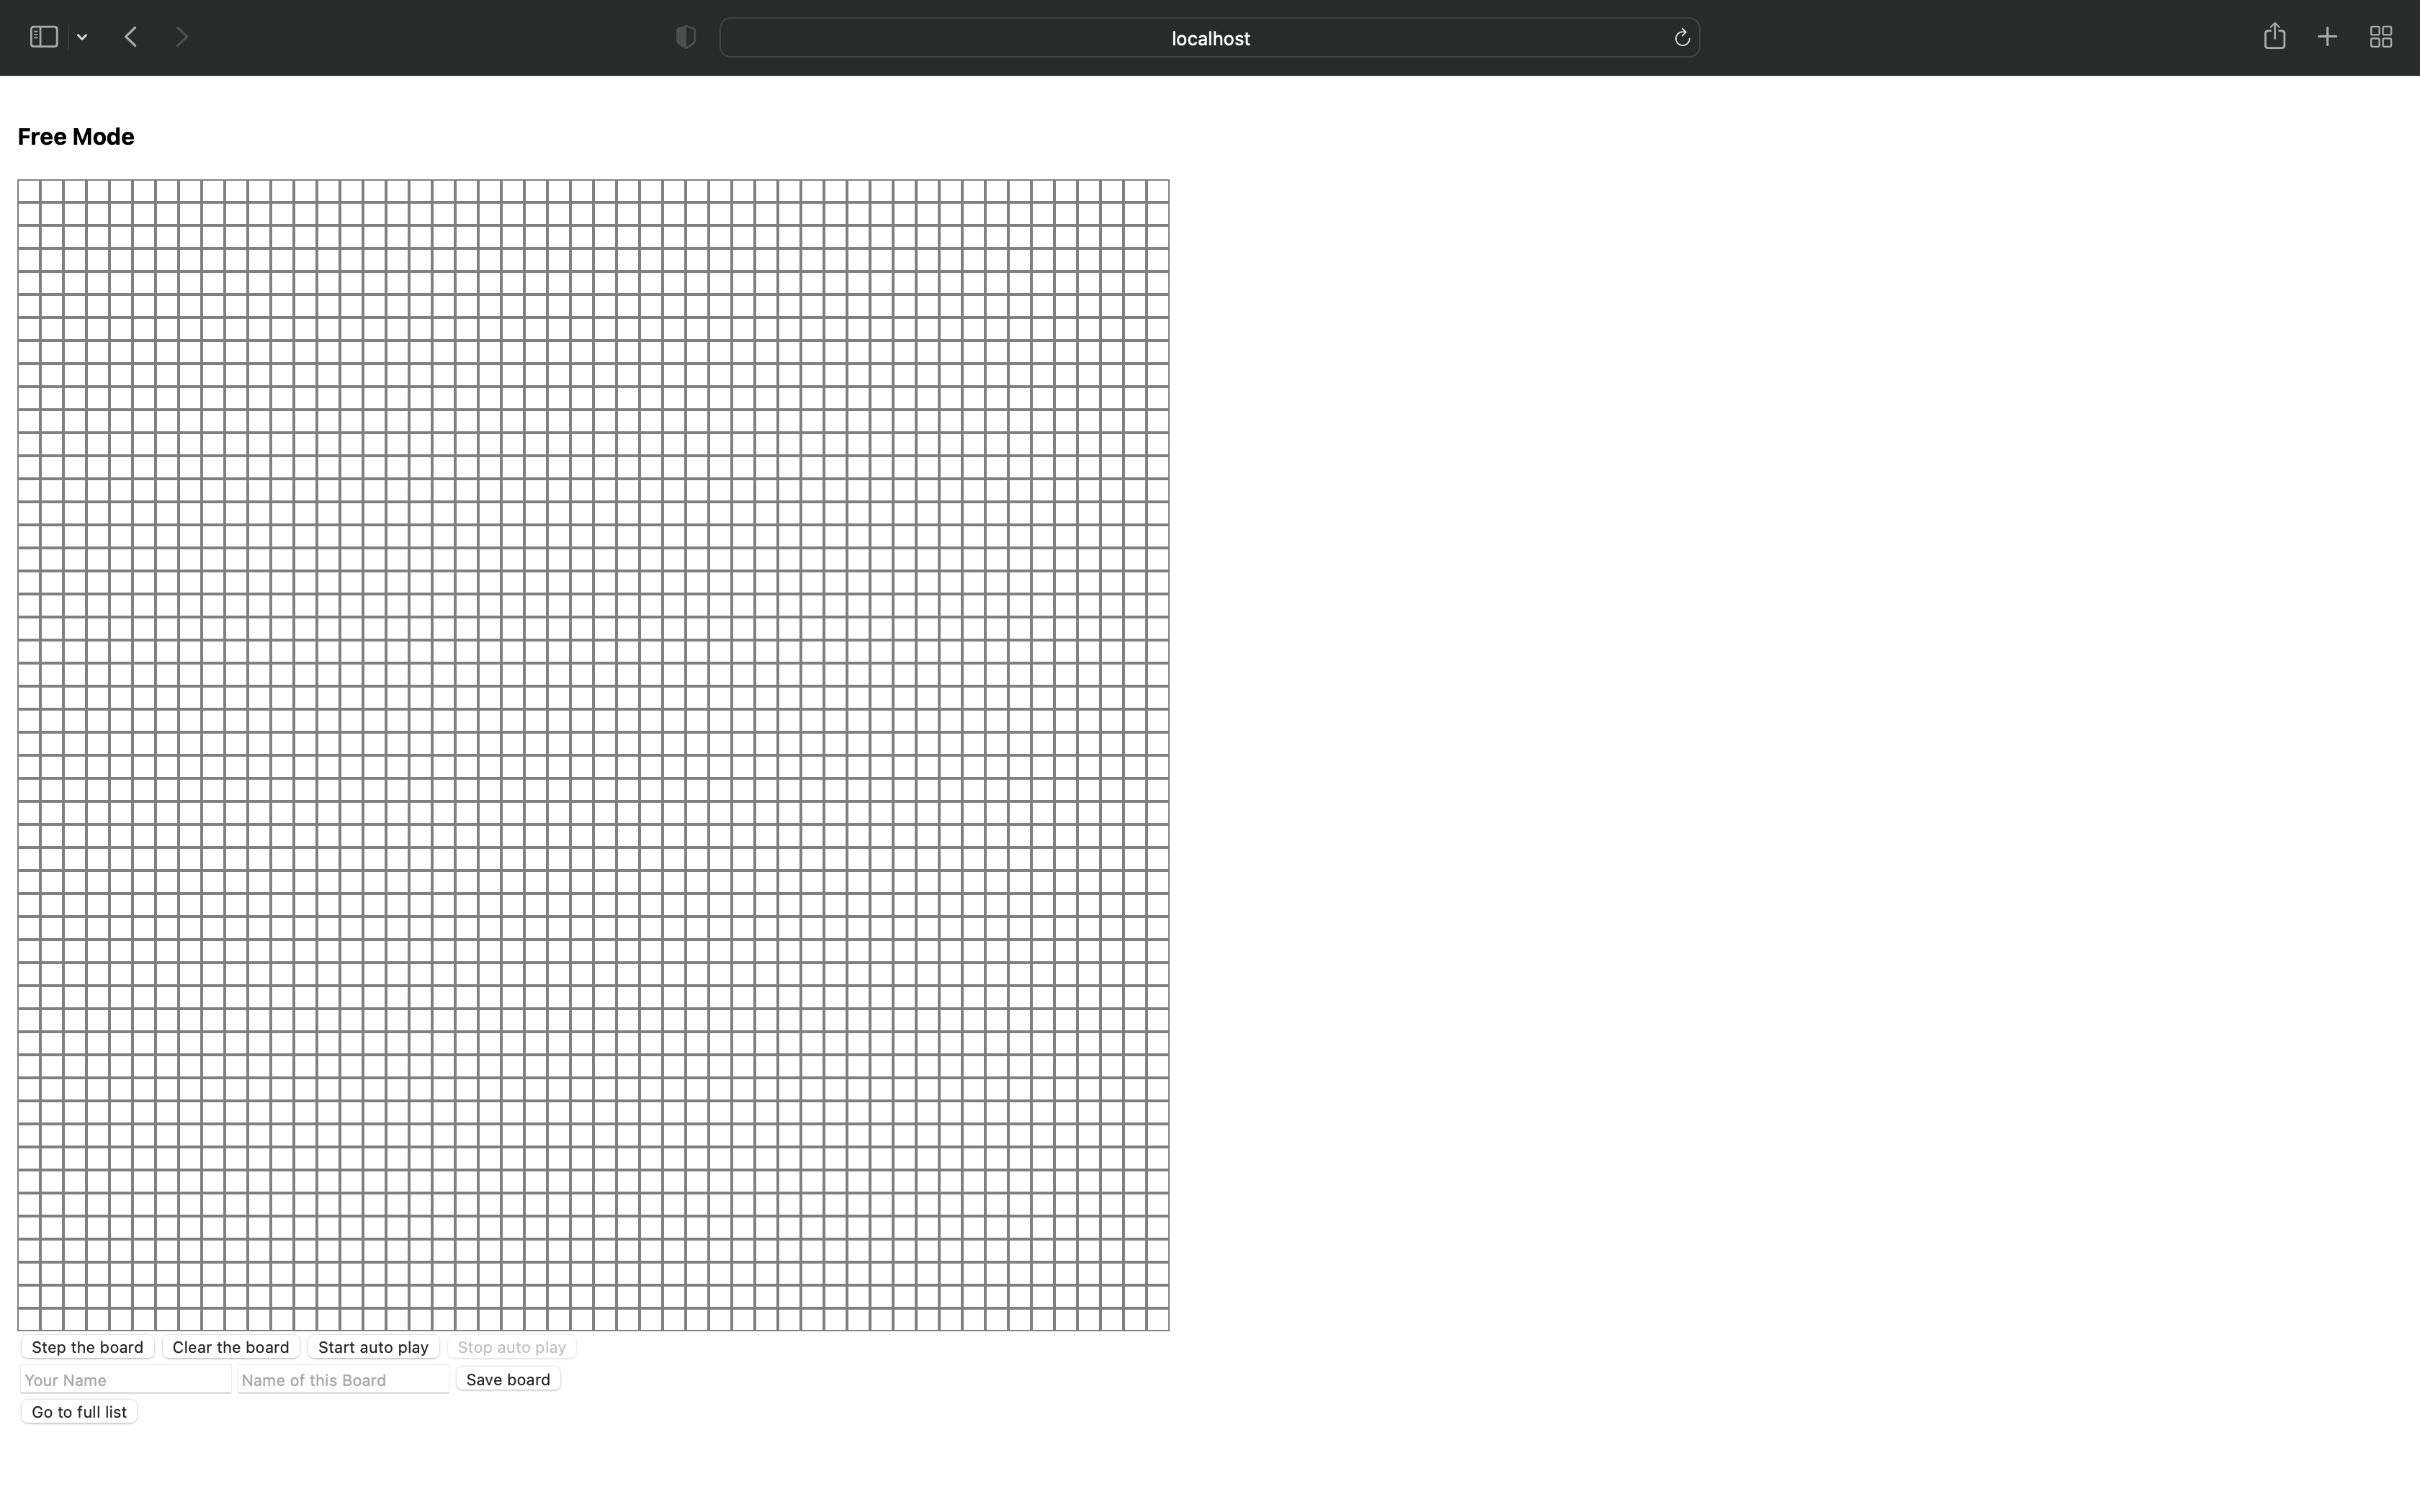 localhost
Free Mode
Step the board Clear the board Start auto play Stop auto play
Your Name Name of this Board Save board
Go to full list